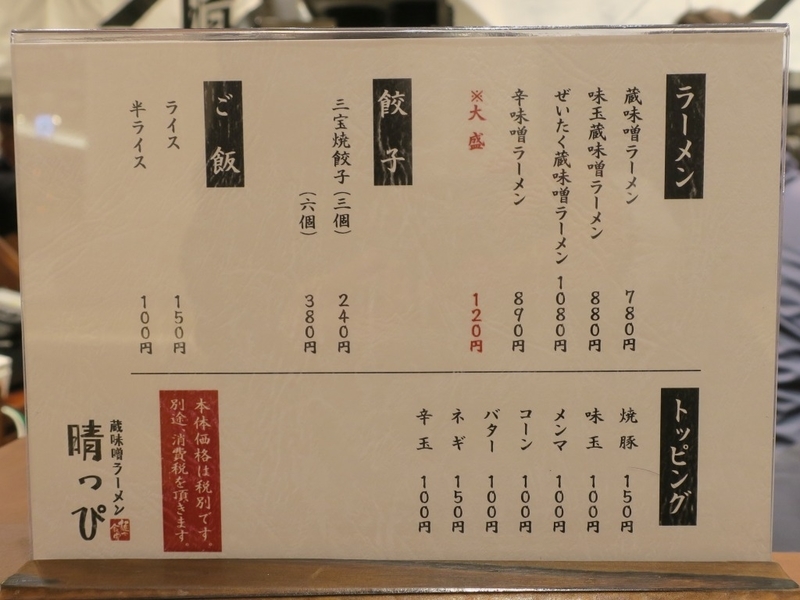 ラーメン
蔵味噌ラーメン 780円
味玉蔵味噌ラーメン 880円
ぜいたく蔵味噌ラーメン 1080円
辛味噌ラーメン 890円
※大盛 120円
餃子
三宝焼餃子（三個） 240円
（六個） 380円
ご飯
ライス 150円
半ライス 100円
トッピング
焼豚 150円
味玉 100円
メンマ 100円
コーン 100円
バター 100円
ネギ 150円
辛玉 100円
本体価格は税別です。
別途、消費税を頂きます。
蔵味噌ラーメン
晴っぴ